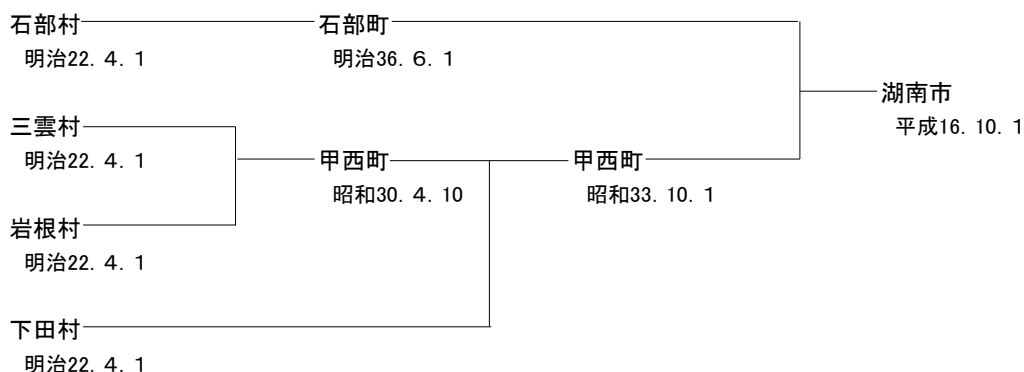 石部村
明治22.4.1
石部町
明治36.6.1
湖南市
平成16.10.1
三雲村
明治22.4.1
甲西町
昭和30.4.10
甲西町
昭和33.10.1
岩根村
明治22.4.1
下田村
明治22.4.1